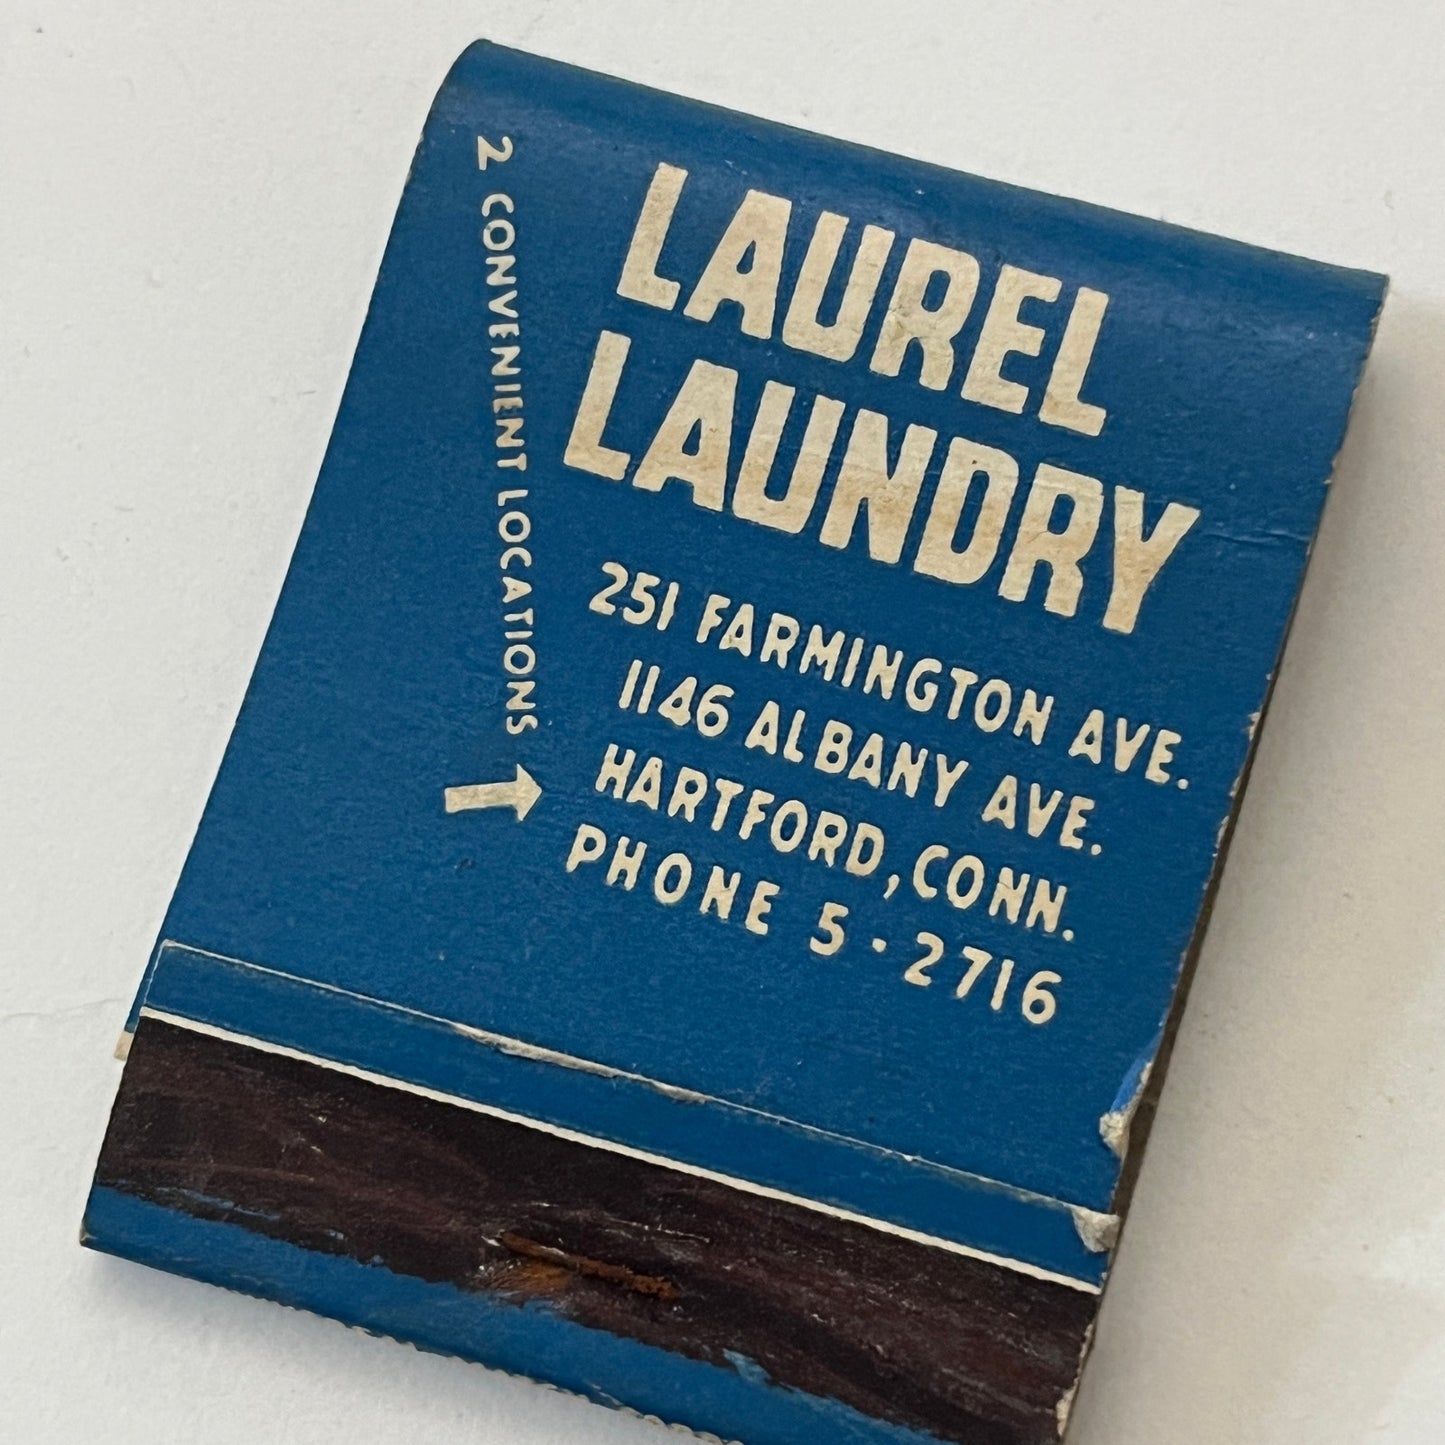 2 CONVENIENT LOCATIONS
LAUREL
LAUNDRY
251 FARMINGTON AVE.
1146 ALBANY AVE.
HARTFORD, CONN.
PHONE 5·2716